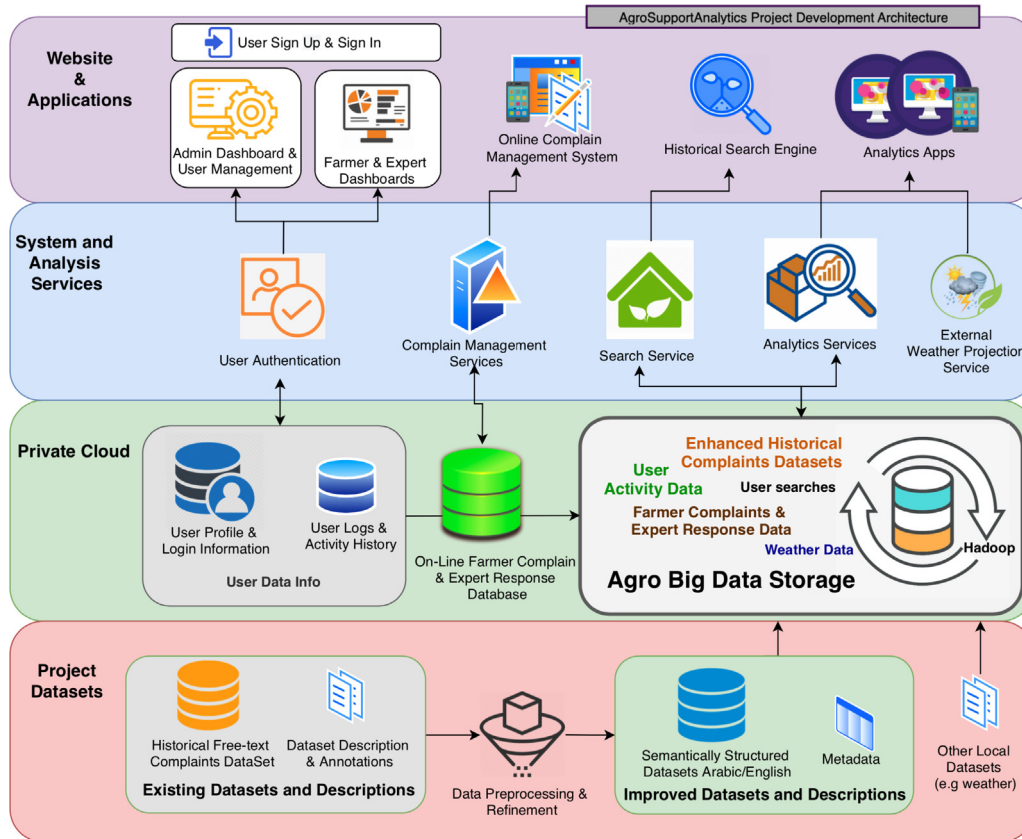 AgroSupportAnalytics Project Development Architecture
Website
&
Applications
User Sign Up & Sign In
Admin Dashboard &
User Management
Farmer & Expert
Dashboards
Online Complain
Management System
Historical Search Engine
Analytics Apps
System and
Analysis
Services
User Authentication
Complain Management
Services
Search Service
Analytics Services
External
Weather Projection
Service
Private Cloud
User Profile &
Login Information
User Logs &
Activity History
User Data Info
On-Line Farmer Complain
& Expert Response
Database
Enhanced Historical
Complaints Datasets
User
Activity Data
User searches
Farmer Complaints &
Expert Response Data
Weather Data
Hadoop
Agro Big Data Storage
Project
Datasets
Historical Free-text
Complaints DataSet
Dataset Description
& Annotations
Existing Datasets and Descriptions
Data Preprocessing &
Refinement
Semantically Structured
Datasets Arabic/English
Metadata
Improved Datasets and Descriptions
Other Local
Datasets
(e.g weather)